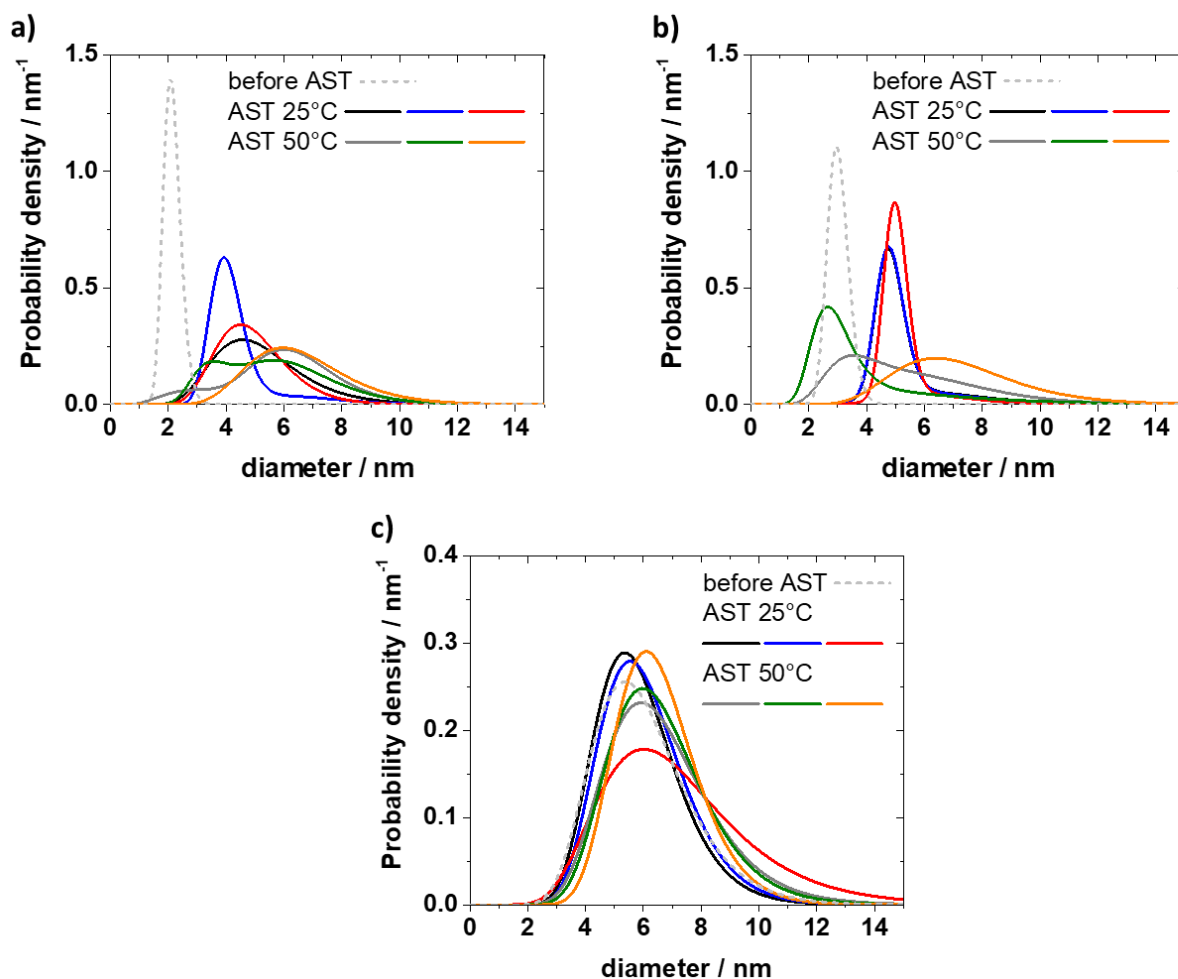 a)
Probability density / nm-1
1.5
1.0
0.5
0.0
before AST
AST 25°C
AST 50°C
0 2 4 6 8 10 12 14
diameter / nm
b)
Probability density / nm-1
1.5
1.0
0.5
0.0
before AST
AST 25°C
AST 50°C
0 2 4 6 8 10 12 14
diameter / nm
c)
Probability density / nm-1
0.4
0.3
0.2
0.1
0.0
before AST
AST 25°C
AST 50°C
0 2 4 6 8 10 12 14
diameter / nm